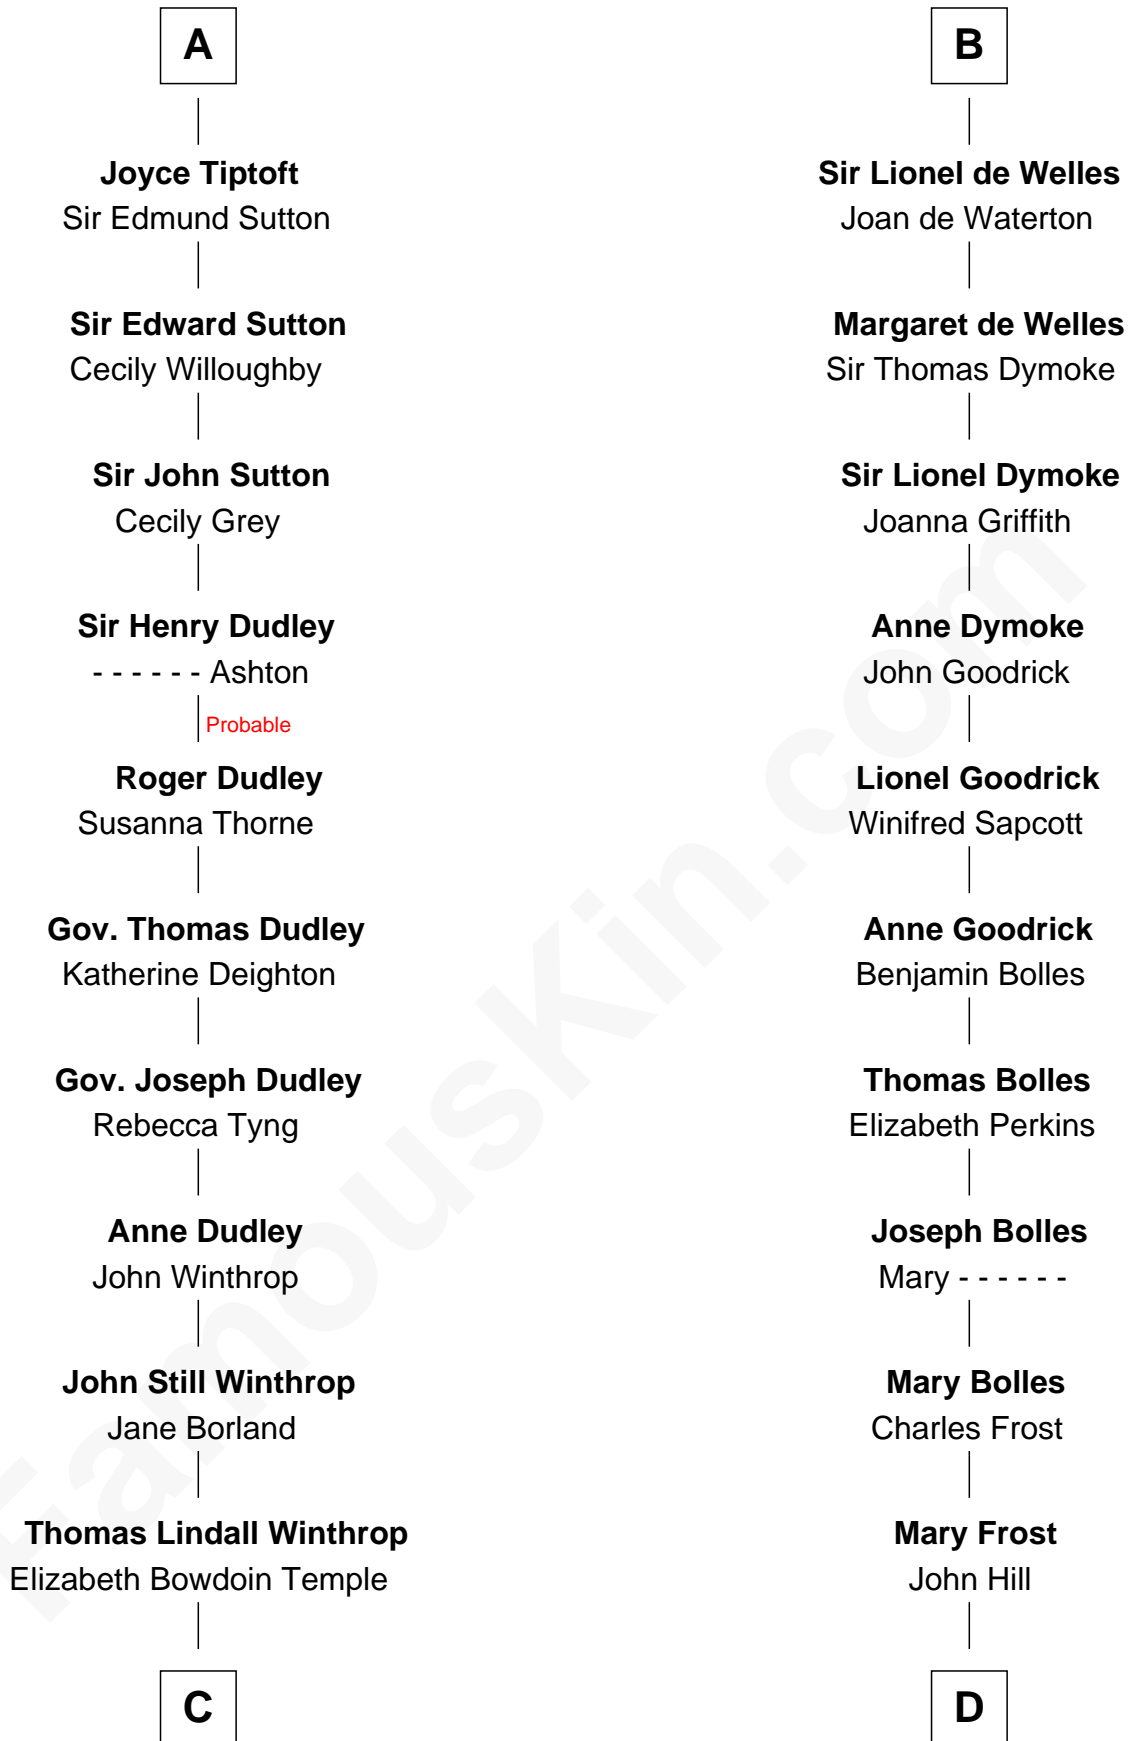 A
Joyce Tiptoft
Sir Edmund Sutton
Sir Edward Sutton
Cecily Willoughby
Sir John Sutton
Cecily Grey
Sir Henry Dudley
- - - - - - Ashton
Probable
Roger Dudley
Susanna Thorne
Gov. Thomas Dudley
Katherine Deighton
Gov. Joseph Dudley
Rebecca Tyng
Anne Dudley
John Winthrop
John Still Winthrop
Jane Borland
Thomas Lindall Winthrop
Elizabeth Bowdoin Temple
C
B
Sir Lionel de Welles
Joan de Waterton
Margaret de Welles
Sir Thomas Dymoke
Sir Lionel Dymoke
Joanna Griffith
Anne Dymoke
John Goodrick
Lionel Goodrick
Winifred Sapcott
Anne Goodrick
Benjamin Bolles
Thomas Bolles
Elizabeth Perkins
Joseph Bolles
Mary - - - - - -
Mary Bolles
Charles Frost
Mary Frost
John Hill
D
FamousKin.com